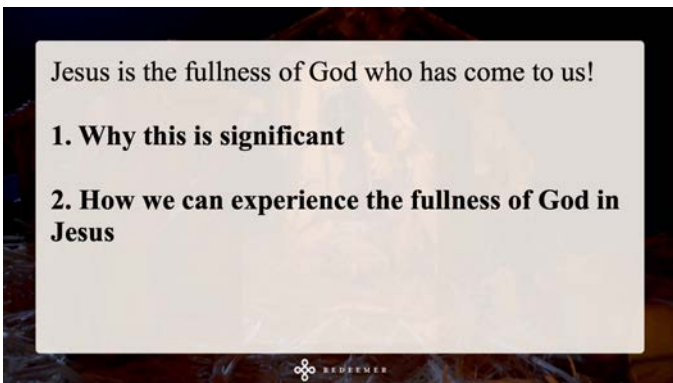 Jesus is the fullness of God who has come to us!
1. Why this is significant
2. How we can experience the fullness of God in
Jesus
REDEEMER